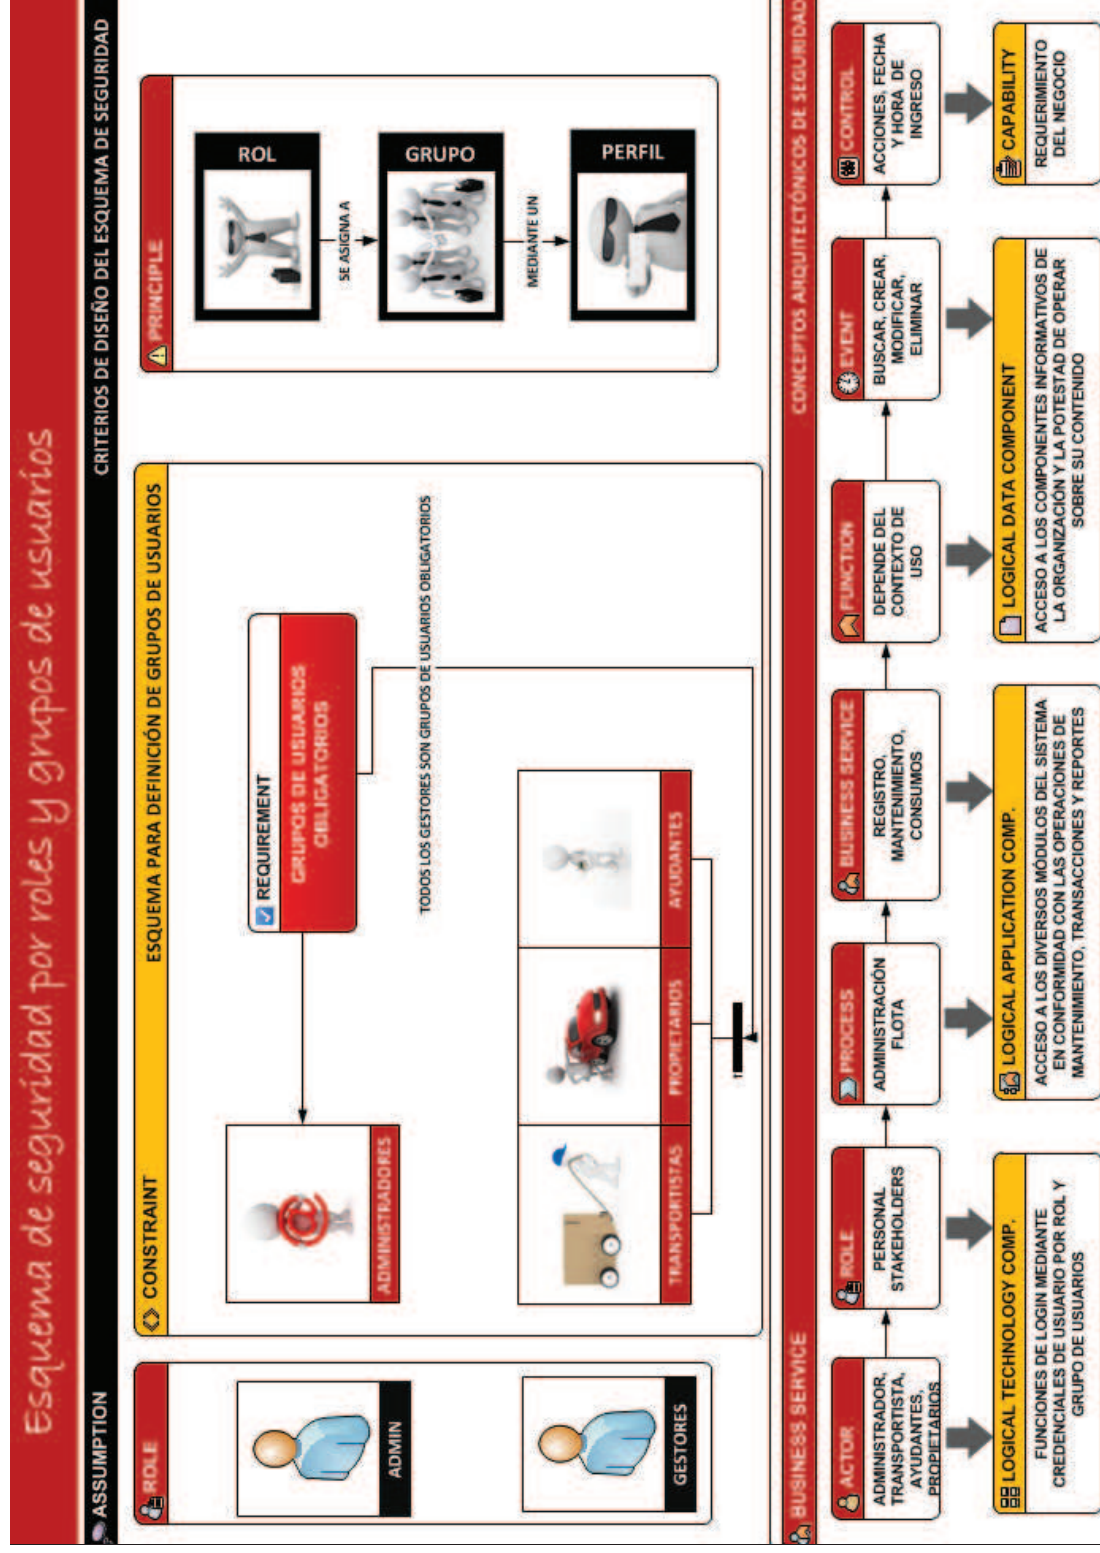 Esquema de seguridad por roles y grupos de usuarios
ASSUMPTION
CRITERIOS DE DISEÑO DEL ESQUEMA DE SEGURIDAD
ROLE
ADMIN
GESTORES
CONSTRAINT
ESQUEMA PARA DEFINICIÓN DE GRUPOS DE USUARIOS
ADMINISTRADORES
REQUIREMENT
GRUPOS DE USUARIOS
OBLIGATORIOS
TODOS LOS GESTORES SON GRUPOS DE USUARIOS OBLIGATORIOS
TRANSPORTISTAS
PROPIETARIOS
AYUDANTES
PRINCIPLE
ROL
SE ASIGNA A
GRUPO
MEDIANTE UN
PERFIL
BUSINESS SERVICE
CONCEPTOS ARQUITECTÓNICOS DE SEGURIDAD
ACTOR
ADMINISTRADOR,
TRANSPORTISTA,
AYUDANTES,
PROPIETARIOS
ROLE
PERSONAL
STAKEHOLDERS
PROCESS
ADMINISTRACIÓN
FLOTA
BUSINESS SERVICE
REGISTRO,
MANTENIMIENTO,
CONSUMOS
FUNCTION
DEPENDE DEL
CONTEXTO DE
USO
EVENT
BUSCAR, CREAR,
MODIFICAR,
ELIMINAR
CONTROL
ACCIONES, FECHA
Y HORA DE
INGRESO
LOGICAL TECHNOLOGY COMP.
FUNCIONES DE LOGIN MEDIANTE
CREDENCIALES DE USUARIO POR ROL Y
GRUPO DE USUARIOS
LOGICAL APPLICATION COMP.
ACCESO A LOS DIVERSOS MÓDULOS DEL SISTEMA
EN CONFORMIDAD CON LAS OPERACIONES DE
MANTENIMIENTO, TRANSACCIONES Y REPORTES
LOGICAL DATA COMPONENT
ACCESO A LOS COMPONENTES INFORMATIVOS DE
LA ORGANIZACIÓN Y LA POTESTAD DE OPERAR
SOBRE SU CONTENIDO
CAPABILITY
REQUERIMIENTO
DEL NEGOCIO